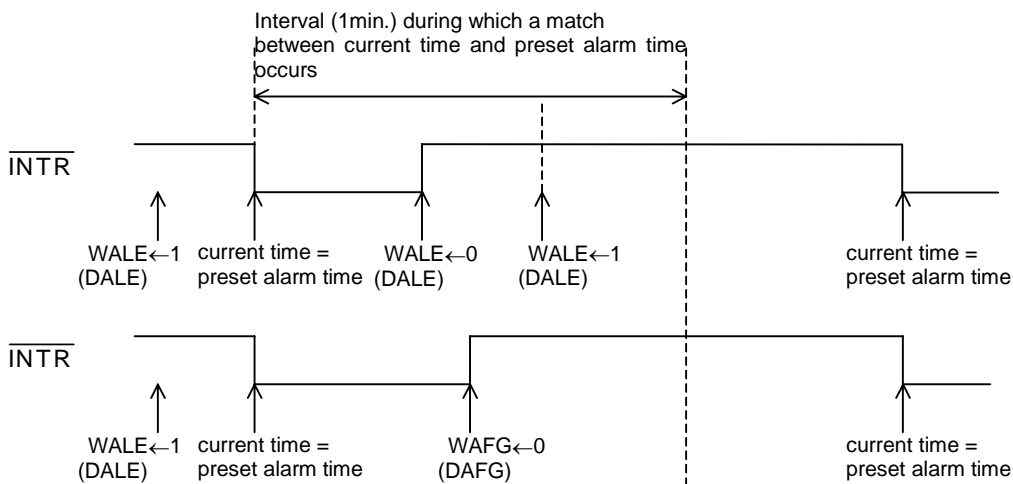 Interval (1min.) during which a match
between current time and preset alarm time
occurs
INTR
WALE←1 current time = WALE←0 WALE←1 current time =
(DALE) preset alarm time (DALE) (DALE) preset alarm time
INTR
WALE←1 current time = WAFG←0 current time =
(DALE) preset alarm time (DAFG) preset alarm time